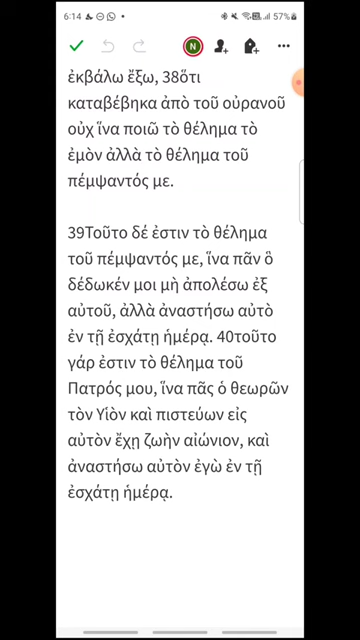 6:14
57%
N
ἐκβάλω ἔξω, 38ὅτι
καταβέβηκα ἀπὸ τοῦ οὐρανοῦ
οὐχ ἵνα ποιῶ τὸ θέλημα τὸ
ἐμὸν ἀλλὰ τὸ θέλημα τοῦ
πέμψαντός με.
39Τοῦτο δέ ἐστιν τὸ θέλημα
τοῦ πέμψαντός με, ἵνα πᾶν ὃ
δέδωκέν μοι μὴ ἀπολέσω ἐξ
αὐτοῦ, ἀλλὰ ἀναστήσω αὐτὸ
ἐν τῇ ἐσχάτῃ ἡμέρᾳ. 40τοῦτο
γάρ ἐστιν τὸ θέλημα τοῦ
Πατρός μου, ἵνα πᾶς ὁ θεωρῶν
τὸν Υἱὸν καὶ πιστεύων εἰς
αὐτὸν ἔχῃ ζωὴν αἰώνιον, καὶ
ἀναστήσω αὐτὸν ἐγὼ ἐν τῇ
ἐσχάτῃ ἡμέρᾳ.